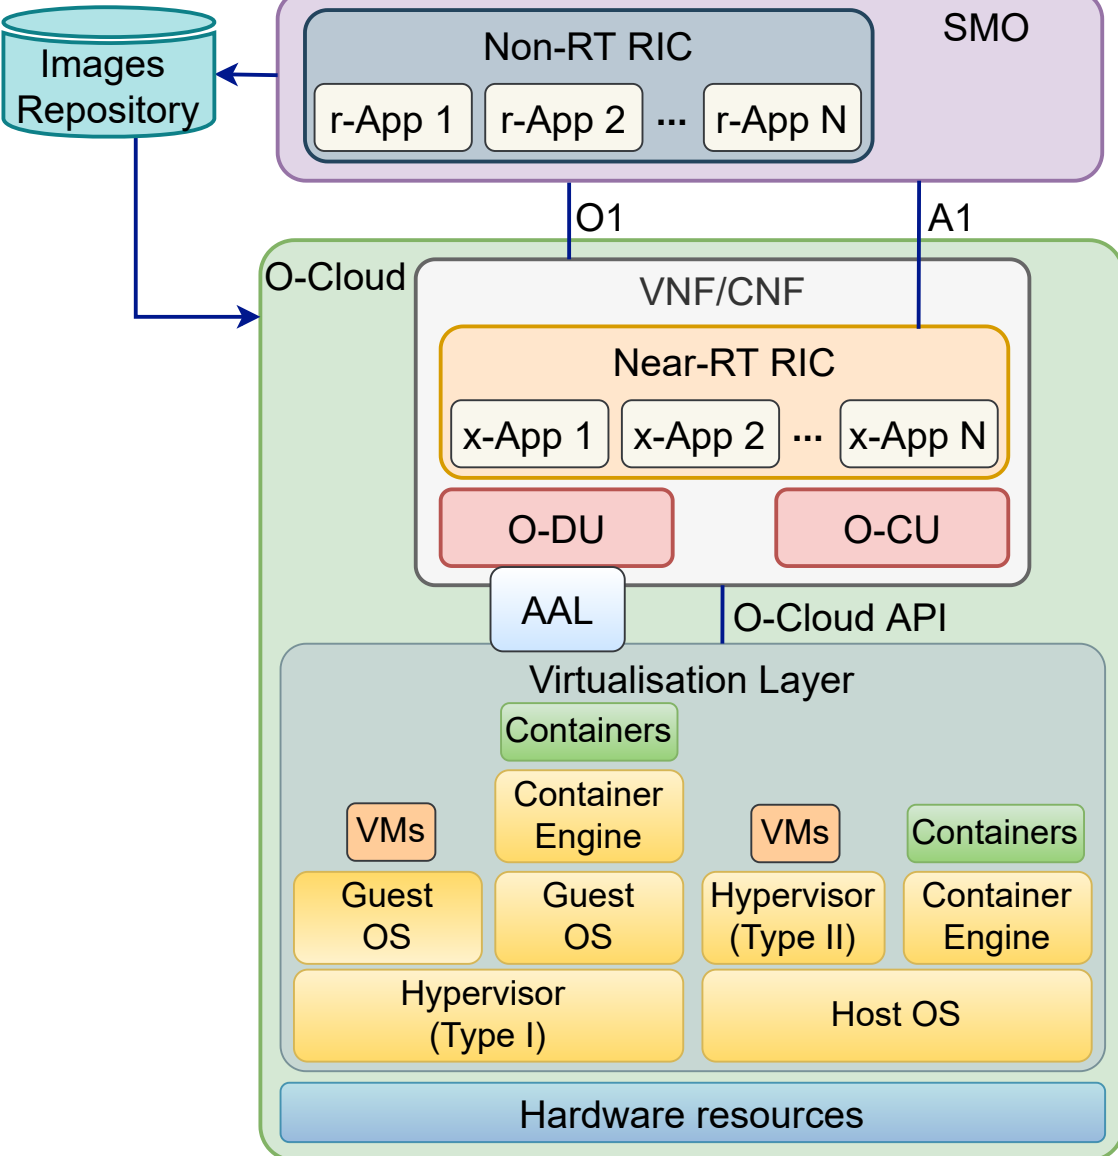 Images
Repository
SMO
Non-RT RIC
r-App 1
r-App 2
...
r-App N
O1
A1
O-Cloud
VNF/CNF
Near-RT RIC
x-App 1
x-App 2
...
x-App N
O-DU
O-CU
AAL
O-Cloud API
Virtualisation Layer
Containers
Container
Engine
VMs
VMs
Containers
Guest
OS
Guest
OS
Hypervisor
(Type II)
Container
Engine
Hypervisor
(Type I)
Host OS
Hardware resources